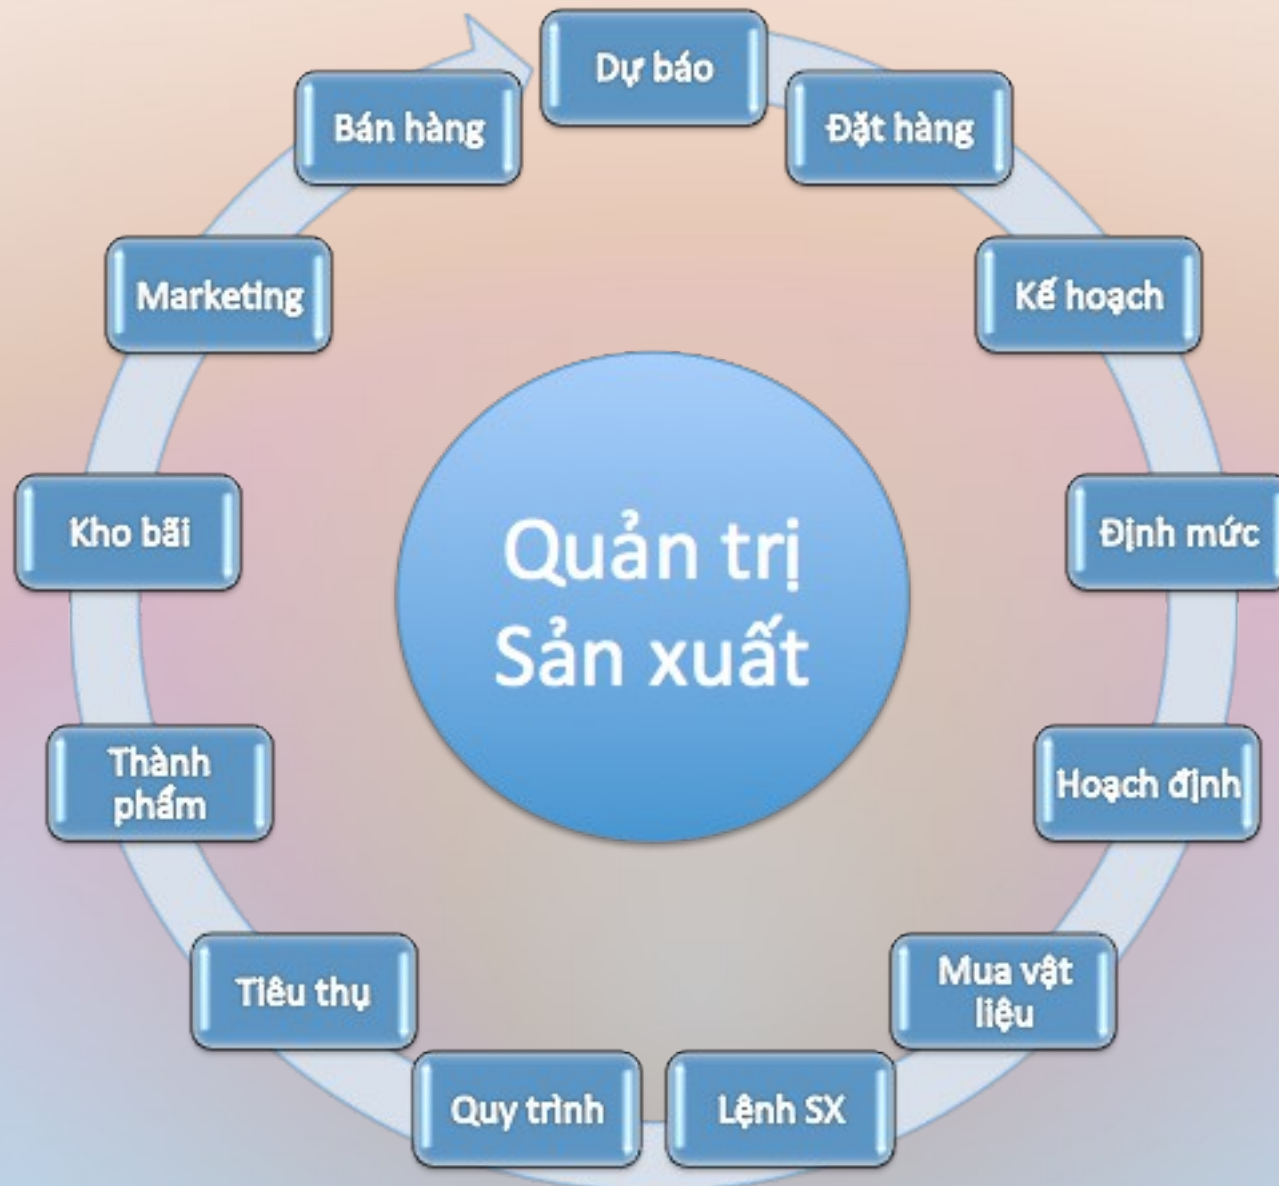 Dự báo
Đặt hàng
Kế hoạch
Định mức
Hoạch định
Mua vật
liệu
Lệnh SX
Quy trình
Tiêu thụ
Thành
phẩm
Kho bãi
Marketing
Bán hàng
Quản trị
Sản xuất